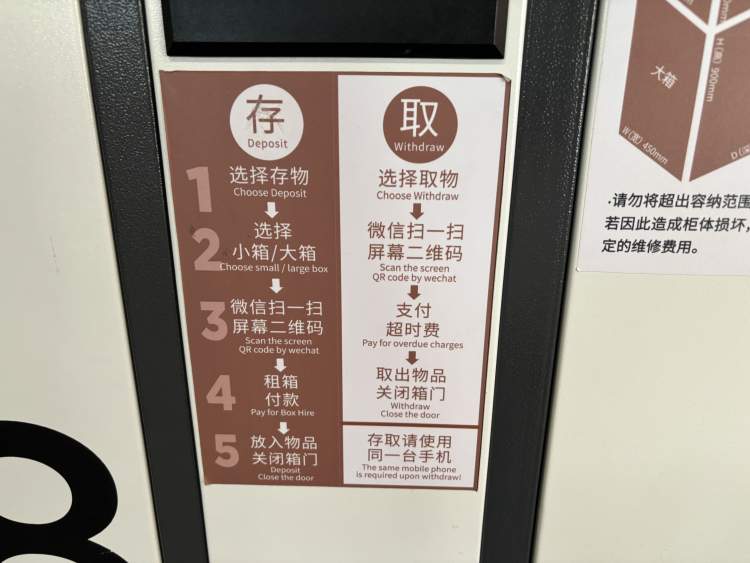 存
Deposit
1
选择存物
Choose Deposit
2
选择
小箱/大箱
Choose small / large box
3
微信扫一扫
屏幕二维码
Scan the screen
QR code by wechat
4
租箱
付款
Pay for Box Hire
5
放入物品
关闭箱门
Deposit
Close the door
取
Withdraw
选择取物
Choose Withdraw
微信扫一扫
屏幕二维码
Scan the screen
QR code by wechat
支付
超时费
Pay for overdue charges
取出物品
关闭箱门
Withdraw
Close the door
存取请使用
同一台手机
The same mobile phone
is required upon withdrawl
大箱
H(高) 900mm
W(宽) 450mm
D(深
·请勿将超出容纳范围
若因此造成柜体损坏,
定的维修费用。
8